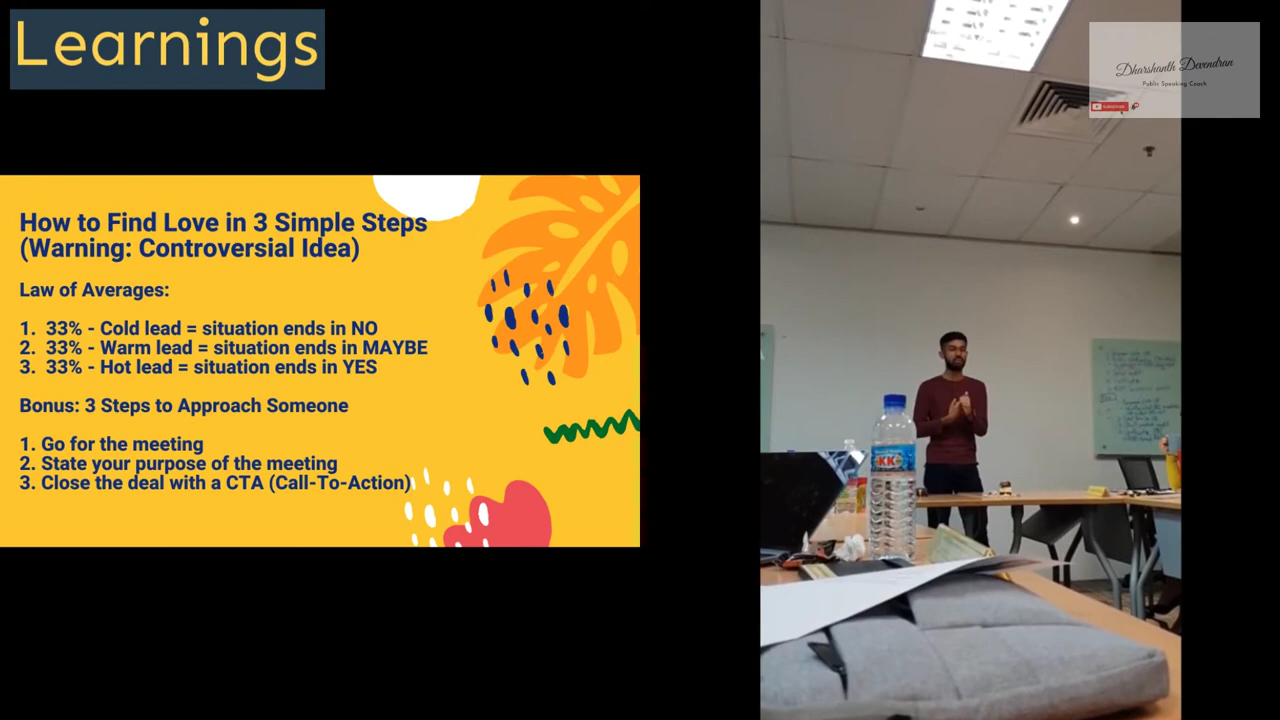 Learnings
How to Find Love in 3 Simple Steps
(Warning: Controversial Idea)
Law of Averages:
1. 33% - Cold lead = situation ends in NO
2. 33% - Warm lead = situation ends in MAYBE
3. 33% - Hot lead = situation ends in YES
Bonus: 3 Steps to Approach Someone
1. Go for the meeting
2. State your purpose of the meeting
3. Close the deal with a CTA (Call-To-Action)
Dharshanth Devendran
Public Speaking Coach
SUBSCRIBE
KK